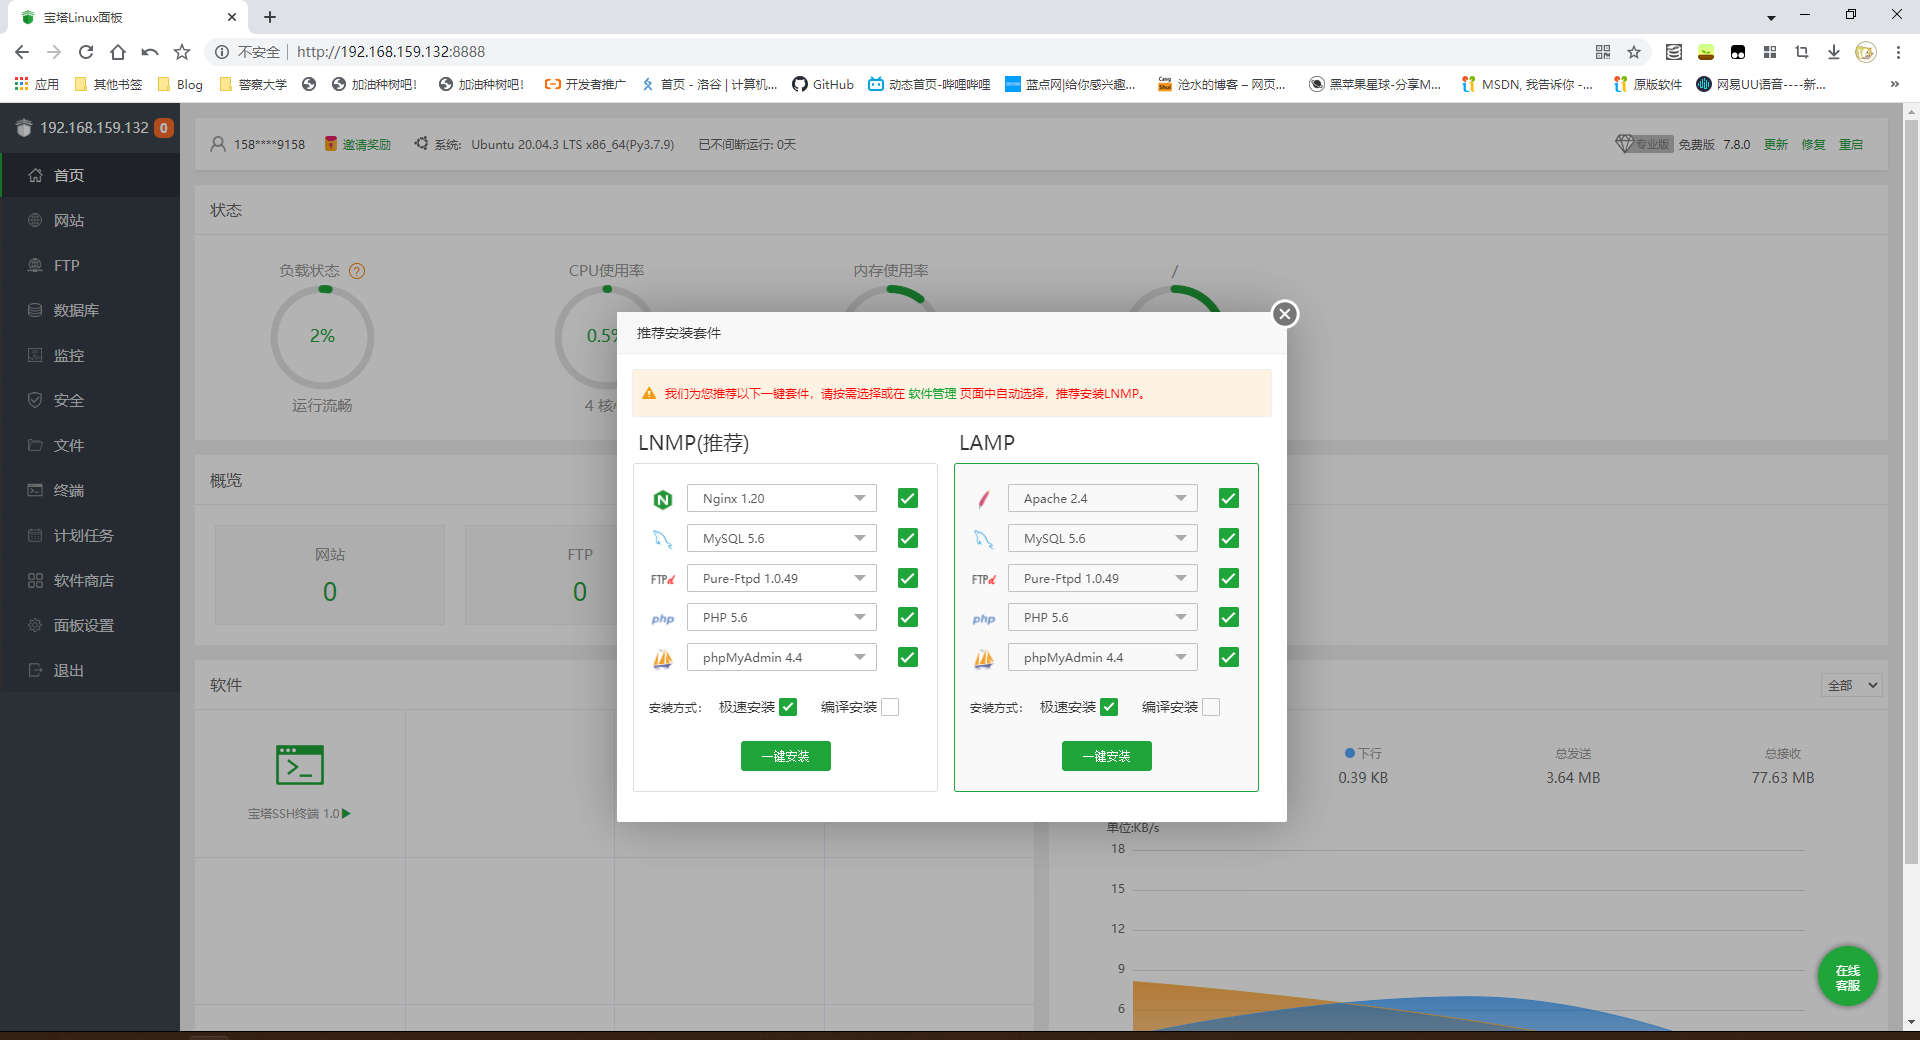 宝塔Linux面板
不安全 http://192.168.159.132:8888
应用 其他书签 Blog 警察大学 加油种树吧! 加油种树吧! 开发者推广 首页 - 洛谷 | 计算机... GitHub 动态首页-哔哩哔哩 蓝点网|给你感兴趣... 沧水的博客 – 网页... 黑苹果星球-分享M... MSDN, 我告诉你 -... 原版软件 网易UU语音----新... »
192.168.159.132 0
158****9158 邀请奖励 系统: Ubuntu 20.04.3 LTS x86_64(Py3.7.9) 已不间断运行: 0天 专业版 免费版 7.8.0 更新 修复 重启
首页
网站
FTP
数据库
监控
安全
文件
终端
计划任务
软件商店
面板设置
退出
状态
负载状态 ? CPU使用率 内存使用率 /
2% 0.5%
运行流畅 4 核
概览
网站 FTP
0 0
软件 全部
宝塔SSH终端 1.0
推荐安装套件
我们为您推荐以下一键套件，请按需选择或在 软件管理 页面中自动选择，推荐安装LNMP。
LNMP(推荐)
Nginx 1.20
MySQL 5.6
FTPd Pure-Ftpd 1.0.49
php PHP 5.6
phpMyAdmin 4.4
安装方式: 极速安装 编译安装
一键安装
LAMP
Apache 2.4
MySQL 5.6
FTPd Pure-Ftpd 1.0.49
php PHP 5.6
phpMyAdmin 4.4
安装方式: 极速安装 编译安装
一键安装
下行 总发送 总接收
0.39 KB 3.64 MB 77.63 MB
单位:KB/s
18
15
12
9
6
在线
客服